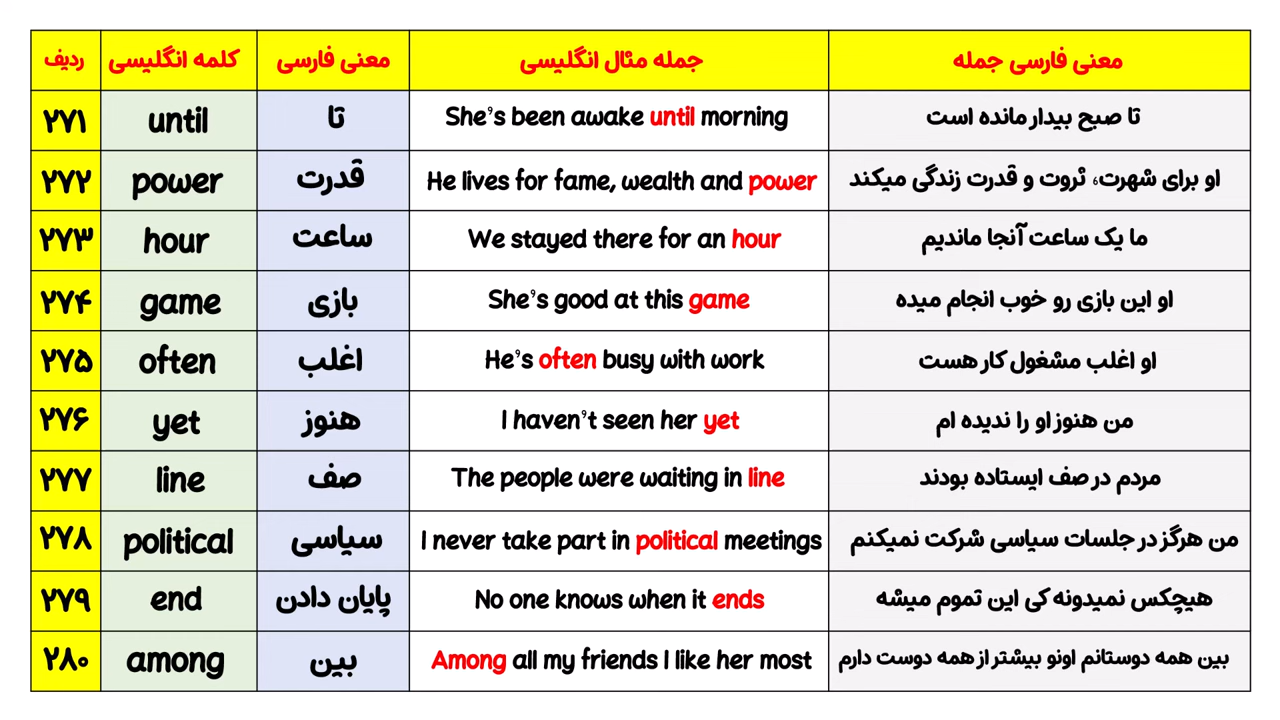 ردیف کلمه انگلیسی معنی فارسی جمله مثال انگلیسی معنی فارسی جمله
۲۷۱ until تا She's been awake until morning تا صبح بیدار مانده است
۲۷۲ power قدرت He lives for fame, wealth and power او برای شهرت، ثروت و قدرت زندگی میکند
۲۷۳ hour ساعت We stayed there for an hour ما یک ساعت آنجا ماندیم
۲۷۴ game بازی She's good at this game او این بازی رو خوب انجام میده
۲۷۵ often اغلب He's often busy with work او اغلب مشغول کار هست
۲۷۶ yet هنوز I haven't seen her yet من هنوز او را ندیده ام
۲۷۷ line صف The people were waiting in line مردم در صف ایستاده بودند
۲۷۸ political سیاسی I never take part in political meetings من هرگز در جلسات سیاسی شرکت نمیکنم
۲۷۹ end پایان دادن No one knows when it ends هیچکس نمیدونه کی این تموم میشه
۲۸۰ among بین Among all my friends I like her most بین همه دوستانم اونو بیشتر از همه دوست دارم